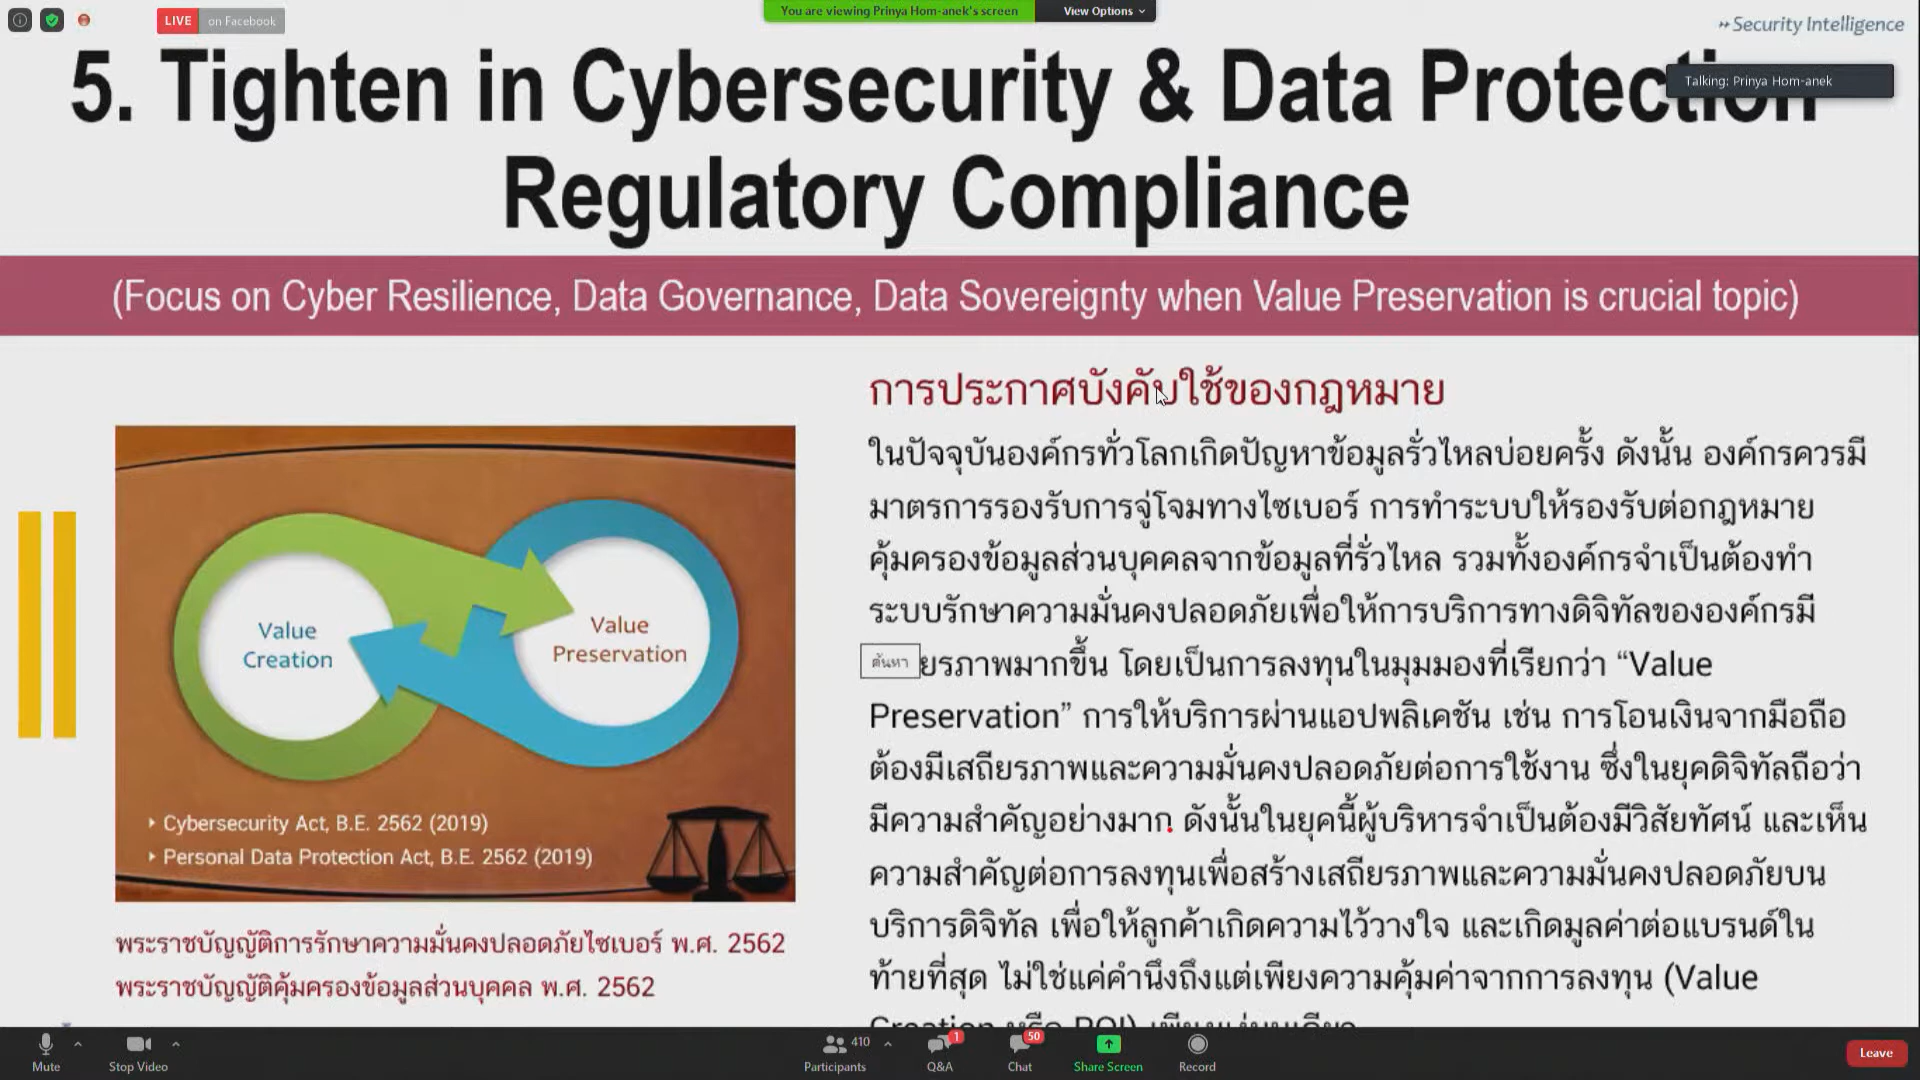 LIVE on Facebook
You are viewing Prinya Hom-anek's screen
View Options
Security Intelligence
Talking: Prinya Hom-anek
5. Tighten in Cybersecurity & Data Protection
Regulatory Compliance
(Focus on Cyber Resilience, Data Governance, Data Sovereignty when Value Preservation is crucial topic)
Value
Creation
Value
Preservation
Cybersecurity Act, B.E. 2562 (2019)
Personal Data Protection Act, B.E. 2562 (2019)
พระราชบัญญัติการรักษาความมั่นคงปลอดภัยไซเบอร์ พ.ศ. 2562
พระราชบัญญัติคุ้มครองข้อมูลส่วนบุคคล พ.ศ. 2562
การประกาศบังคับใช้ของกฎหมาย
ในปัจจุบันองค์กรทั่วโลกเกิดปัญหาข้อมูลรั่วไหลบ่อยครั้ง ดังนั้น องค์กรควรมี
มาตรการรองรับการจู่โจมทางไซเบอร์ การทำระบบให้รองรับต่อกฎหมาย
คุ้มครองข้อมูลส่วนบุคคลจากข้อมูลที่รั่วไหล รวมทั้งองค์กรจำเป็นต้องทำ
ระบบรักษาความมั่นคงปลอดภัยเพื่อให้การบริการทางดิจิทัลขององค์กรมี
ค้นหา
ยรภาพมากขึ้น โดยเป็นการลงทุนในมุมมองที่เรียกว่า “Value
Preservation” การให้บริการผ่านแอปพลิเคชัน เช่น การโอนเงินจากมือถือ
ต้องมีเสถียรภาพและความมั่นคงปลอดภัยต่อการใช้งาน ซึ่งในยุคดิจิทัลถือว่า
มีความสำคัญอย่างมาก ดังนั้นในยุคนี้ผู้บริหารจำเป็นต้องมีวิสัยทัศน์ และเห็น
ความสำคัญต่อการลงทุนเพื่อสร้างเสถียรภาพและความมั่นคงปลอดภัยบน
บริการดิจิทัล เพื่อให้ลูกค้าเกิดความไว้วางใจ และเกิดมูลค่าต่อแบรนด์ใน
ท้ายที่สุด ไม่ใช่แค่คำนึงถึงแต่เพียงความคุ้มค่าจากการลงทุน (Value
Creation หรือ ROI)
Mute
Stop Video
Participants 410
Q&A 1
Chat 50
Share Screen
Record
Leave